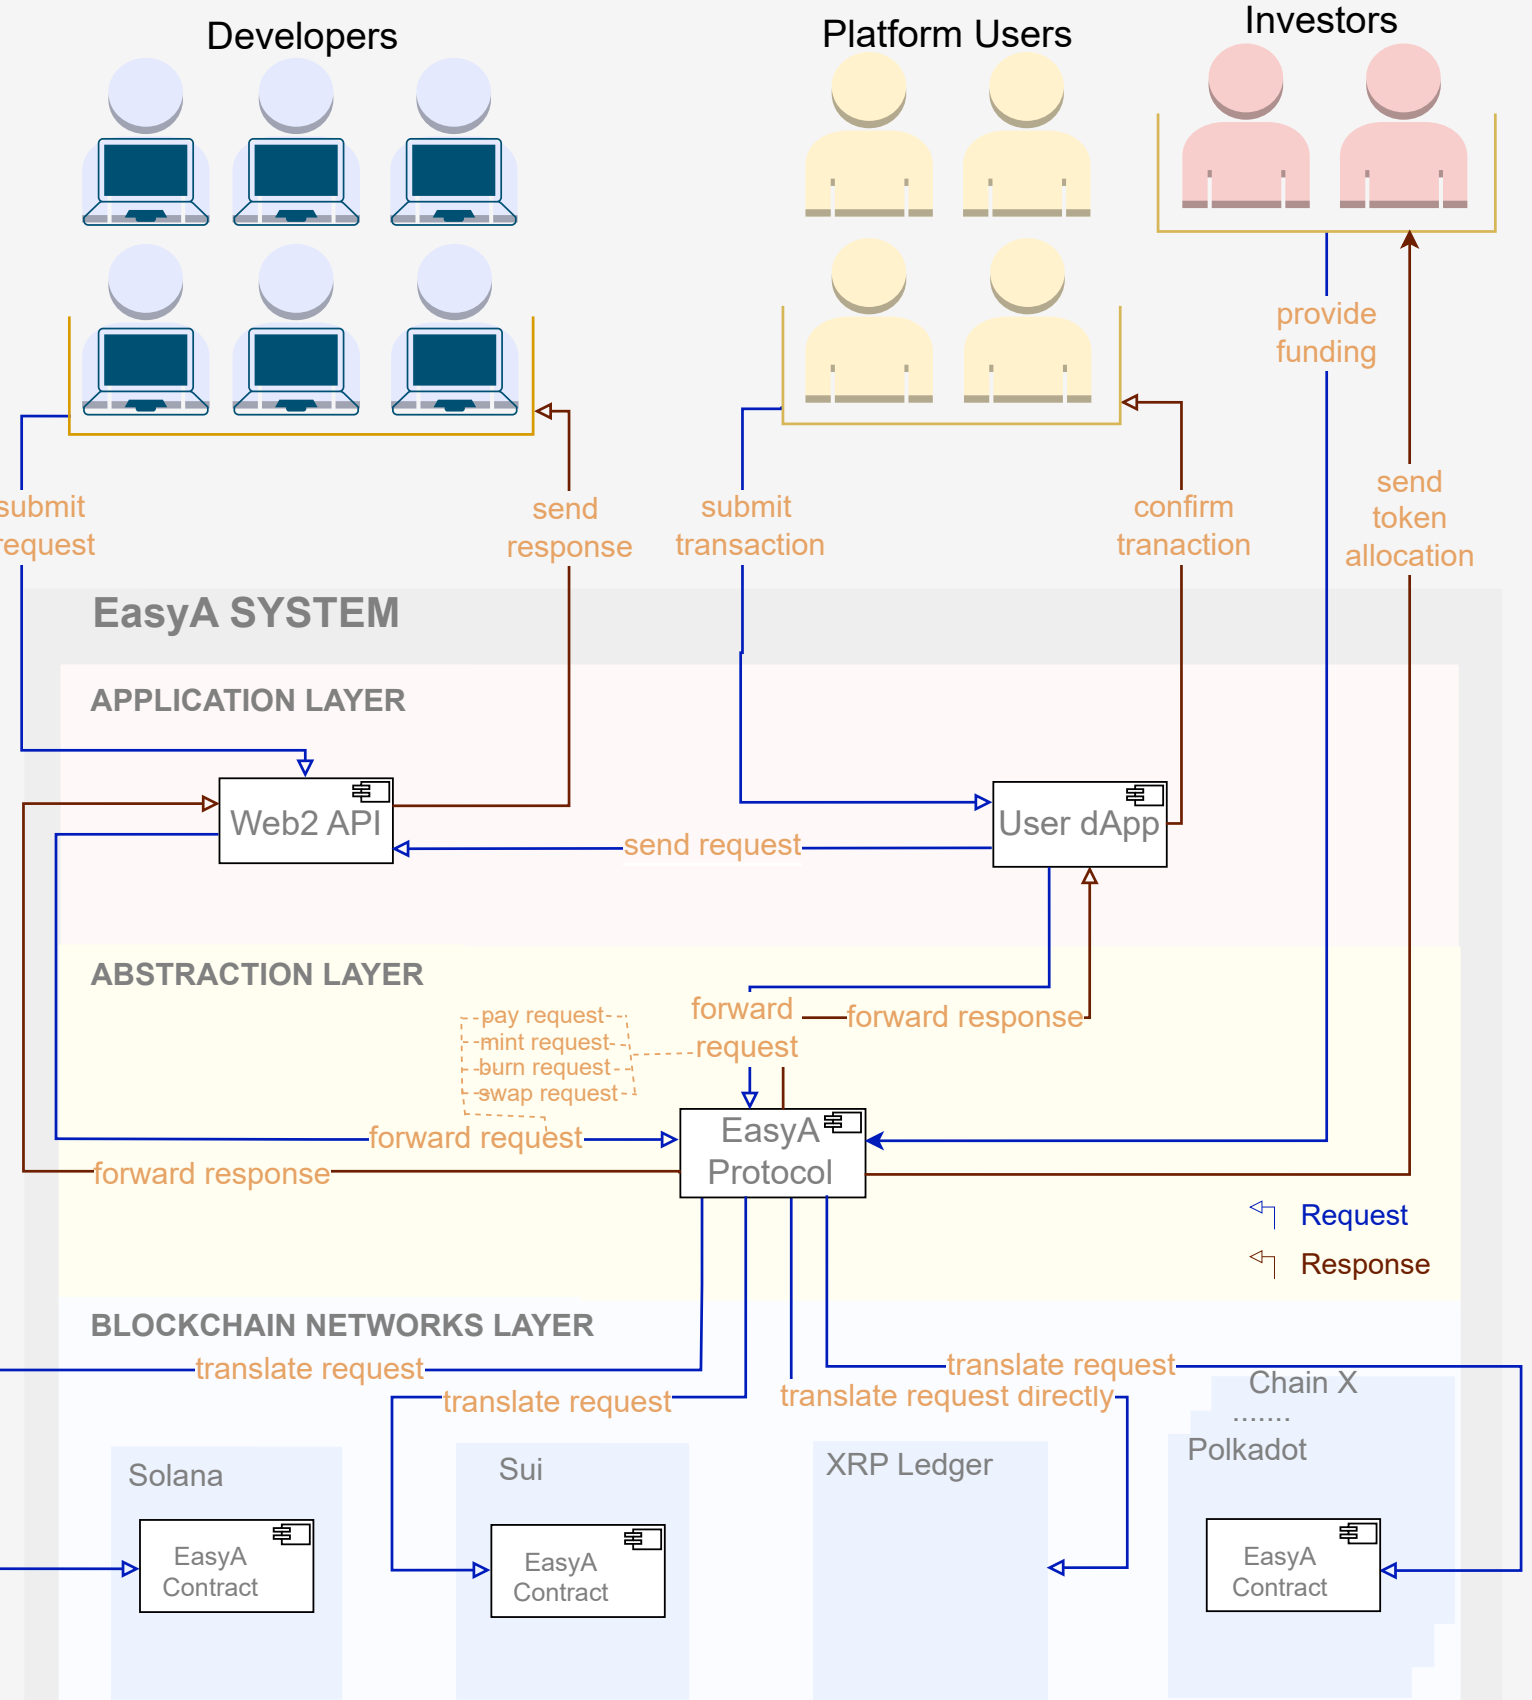 Developers
Platform Users
Investors
provide
funding
send
token
allocation
submit
request
send
response
submit
transaction
confirm
tranaction
EasyA SYSTEM
APPLICATION LAYER
Web2 API
User dApp
send request
ABSTRACTION LAYER
pay request
mint request
burn request
swap request
forward
request
forward response
forward request
forward response
EasyA
Protocol
Request
Response
BLOCKCHAIN NETWORKS LAYER
translate request
translate request
translate request directly
translate request
Chain X
.......
Polkadot
Solana
Sui
XRP Ledger
EasyA
Contract
EasyA
Contract
EasyA
Contract